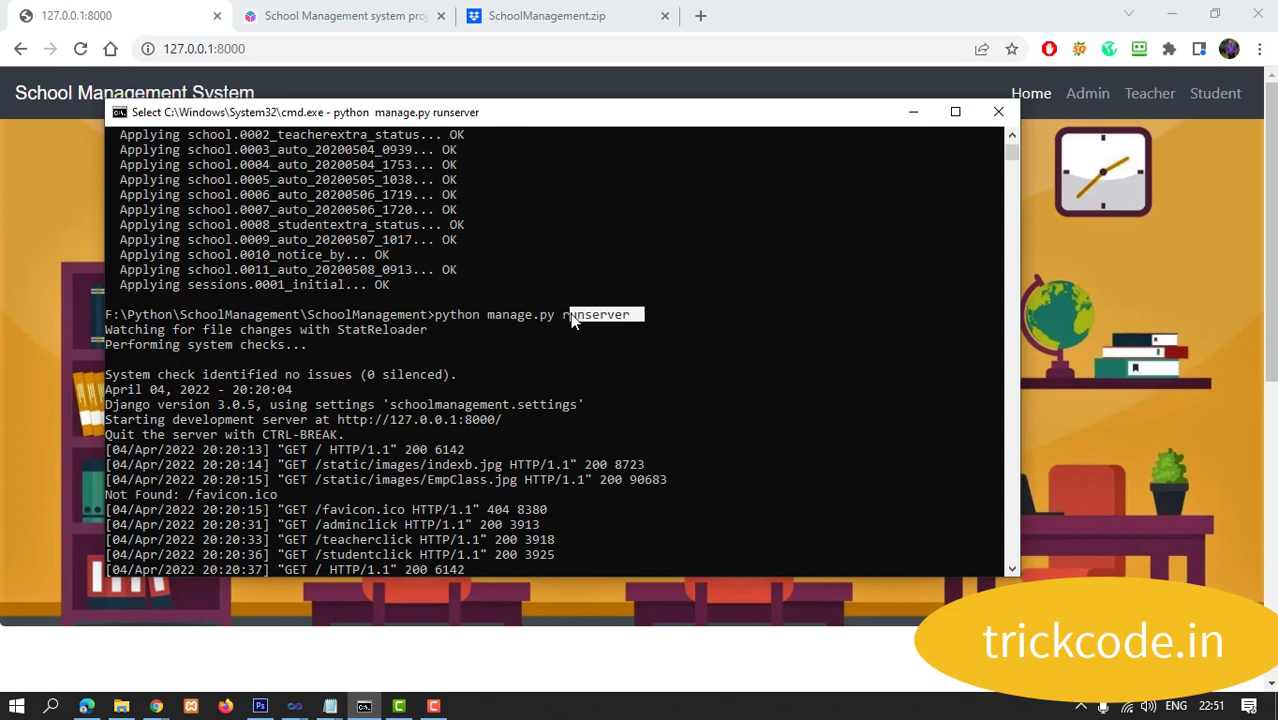 127.0.0.1:8000
School Management system pro
SchoolManagement.zip
127.0.0.1:8000
School Management System
Home Admin Teacher Student
Select C:\Windows\System32\cmd.exe - python manage.py runserver
Applying school.0002_teacherextra_status... OK
Applying school.0003_auto_20200504_0939... OK
Applying school.0004_auto_20200504_1753... OK
Applying school.0005_auto_20200505_1038... OK
Applying school.0006_auto_20200506_1719... OK
Applying school.0007_auto_20200506_1720... OK
Applying school.0008_studentextra_status... OK
Applying school.0009_auto_20200507_1017... OK
Applying school.0010_notice_by... OK
Applying school.0011_auto_20200508_0913... OK
Applying sessions.0001_initial... OK
F:\Python\SchoolManagement\SchoolManagement>python manage.py runserver
Watching for file changes with StatReloader
Performing system checks...
System check identified no issues (0 silenced).
April 04, 2022 - 20:20:04
Django version 3.0.5, using settings 'schoolmanagement.settings'
Starting development server at http://127.0.0.1:8000/
Quit the server with CTRL-BREAK.
[04/Apr/2022 20:20:13] "GET / HTTP/1.1" 200 6142
[04/Apr/2022 20:20:14] "GET /static/images/indexb.jpg HTTP/1.1" 200 8723
[04/Apr/2022 20:20:15] "GET /static/images/EmpClass.jpg HTTP/1.1" 200 90683
Not Found: /favicon.ico
[04/Apr/2022 20:20:15] "GET /favicon.ico HTTP/1.1" 404 8380
[04/Apr/2022 20:20:31] "GET /adminclick HTTP/1.1" 200 3913
[04/Apr/2022 20:20:33] "GET /teacherclick HTTP/1.1" 200 3918
[04/Apr/2022 20:20:36] "GET /studentclick HTTP/1.1" 200 3925
[04/Apr/2022 20:20:37] "GET / HTTP/1.1" 200 6142
trickcode.in
ENG 22:51